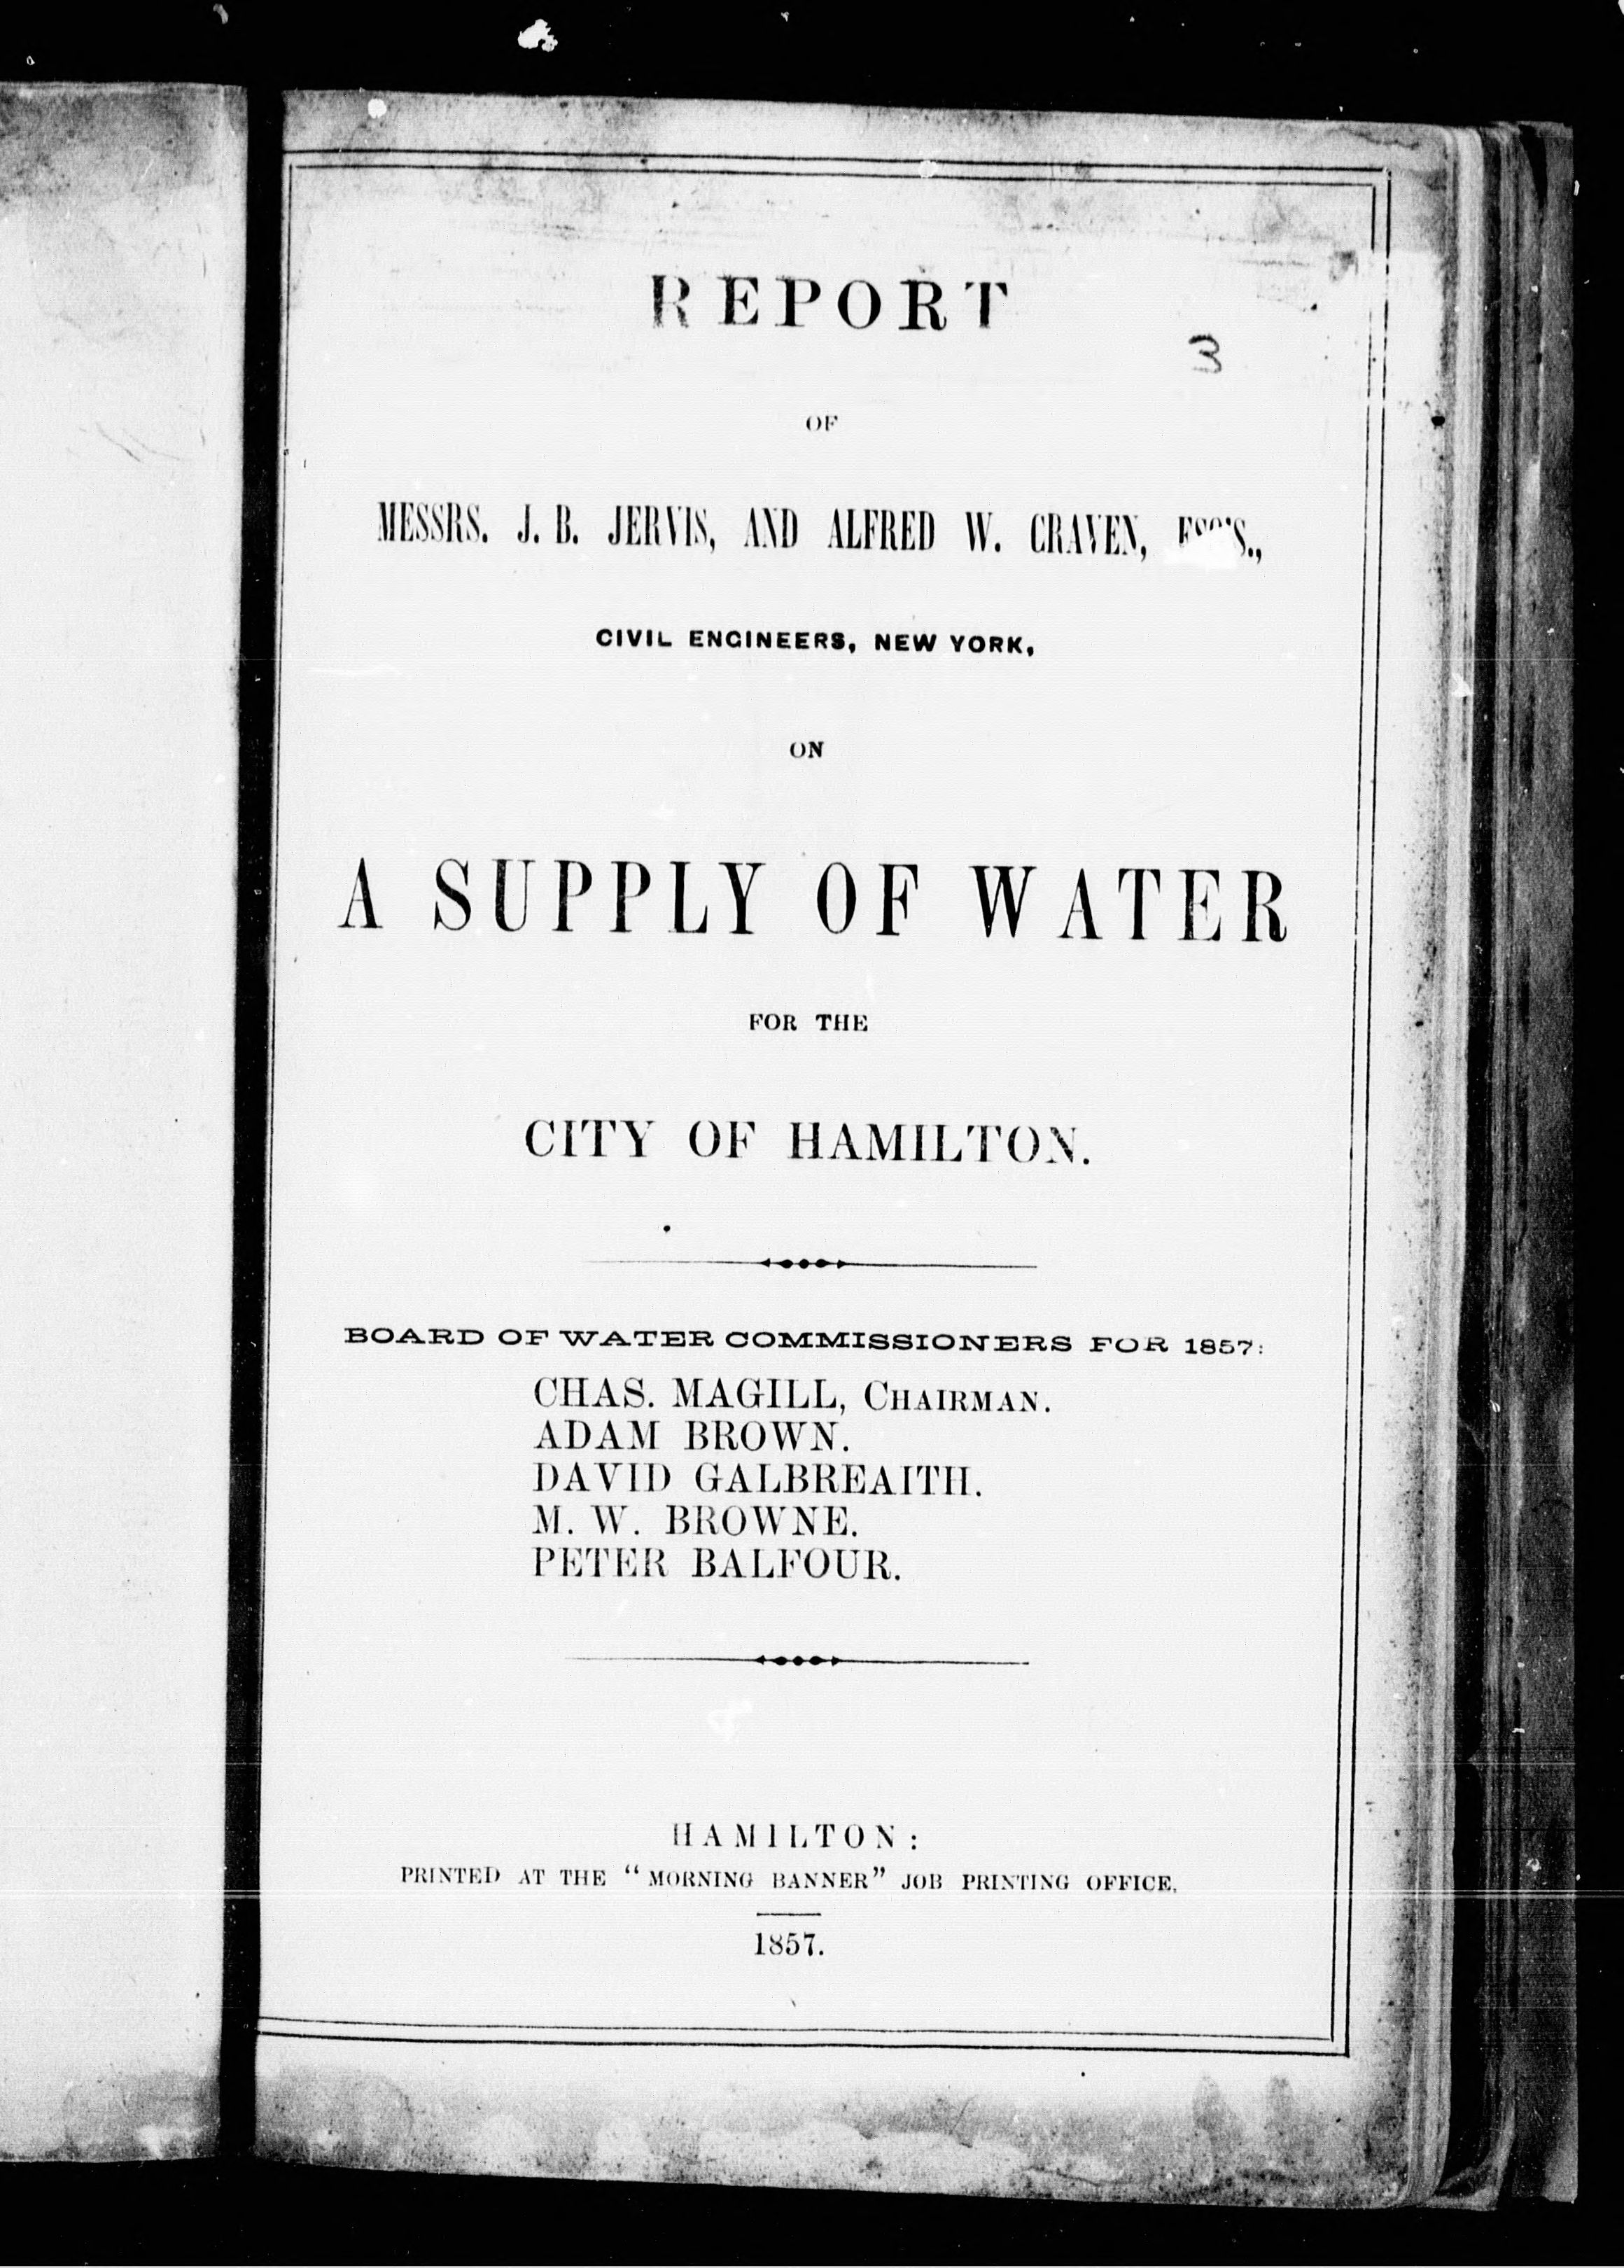 REPORT
3
OF
MESSRS. J. B. JERVIS, AND ALFRED W. CRAVEN, ESQ'S.,
CIVIL ENGINEERS, NEW YORK,
ON
A SUPPLY OF WATER
FOR THE
CITY OF HAMILTON.
BOARD OF WATER COMMISSIONERS FOR 1857:
CHAS. MAGILL, CHAIRMAN.
ADAM BROWN.
DAVID GALBREAITH.
M. W. BROWNE.
PETER BALFOUR.
HAMILTON:
PRINTED AT THE "MORNING BANNER" JOB PRINTING OFFICE.
1857.